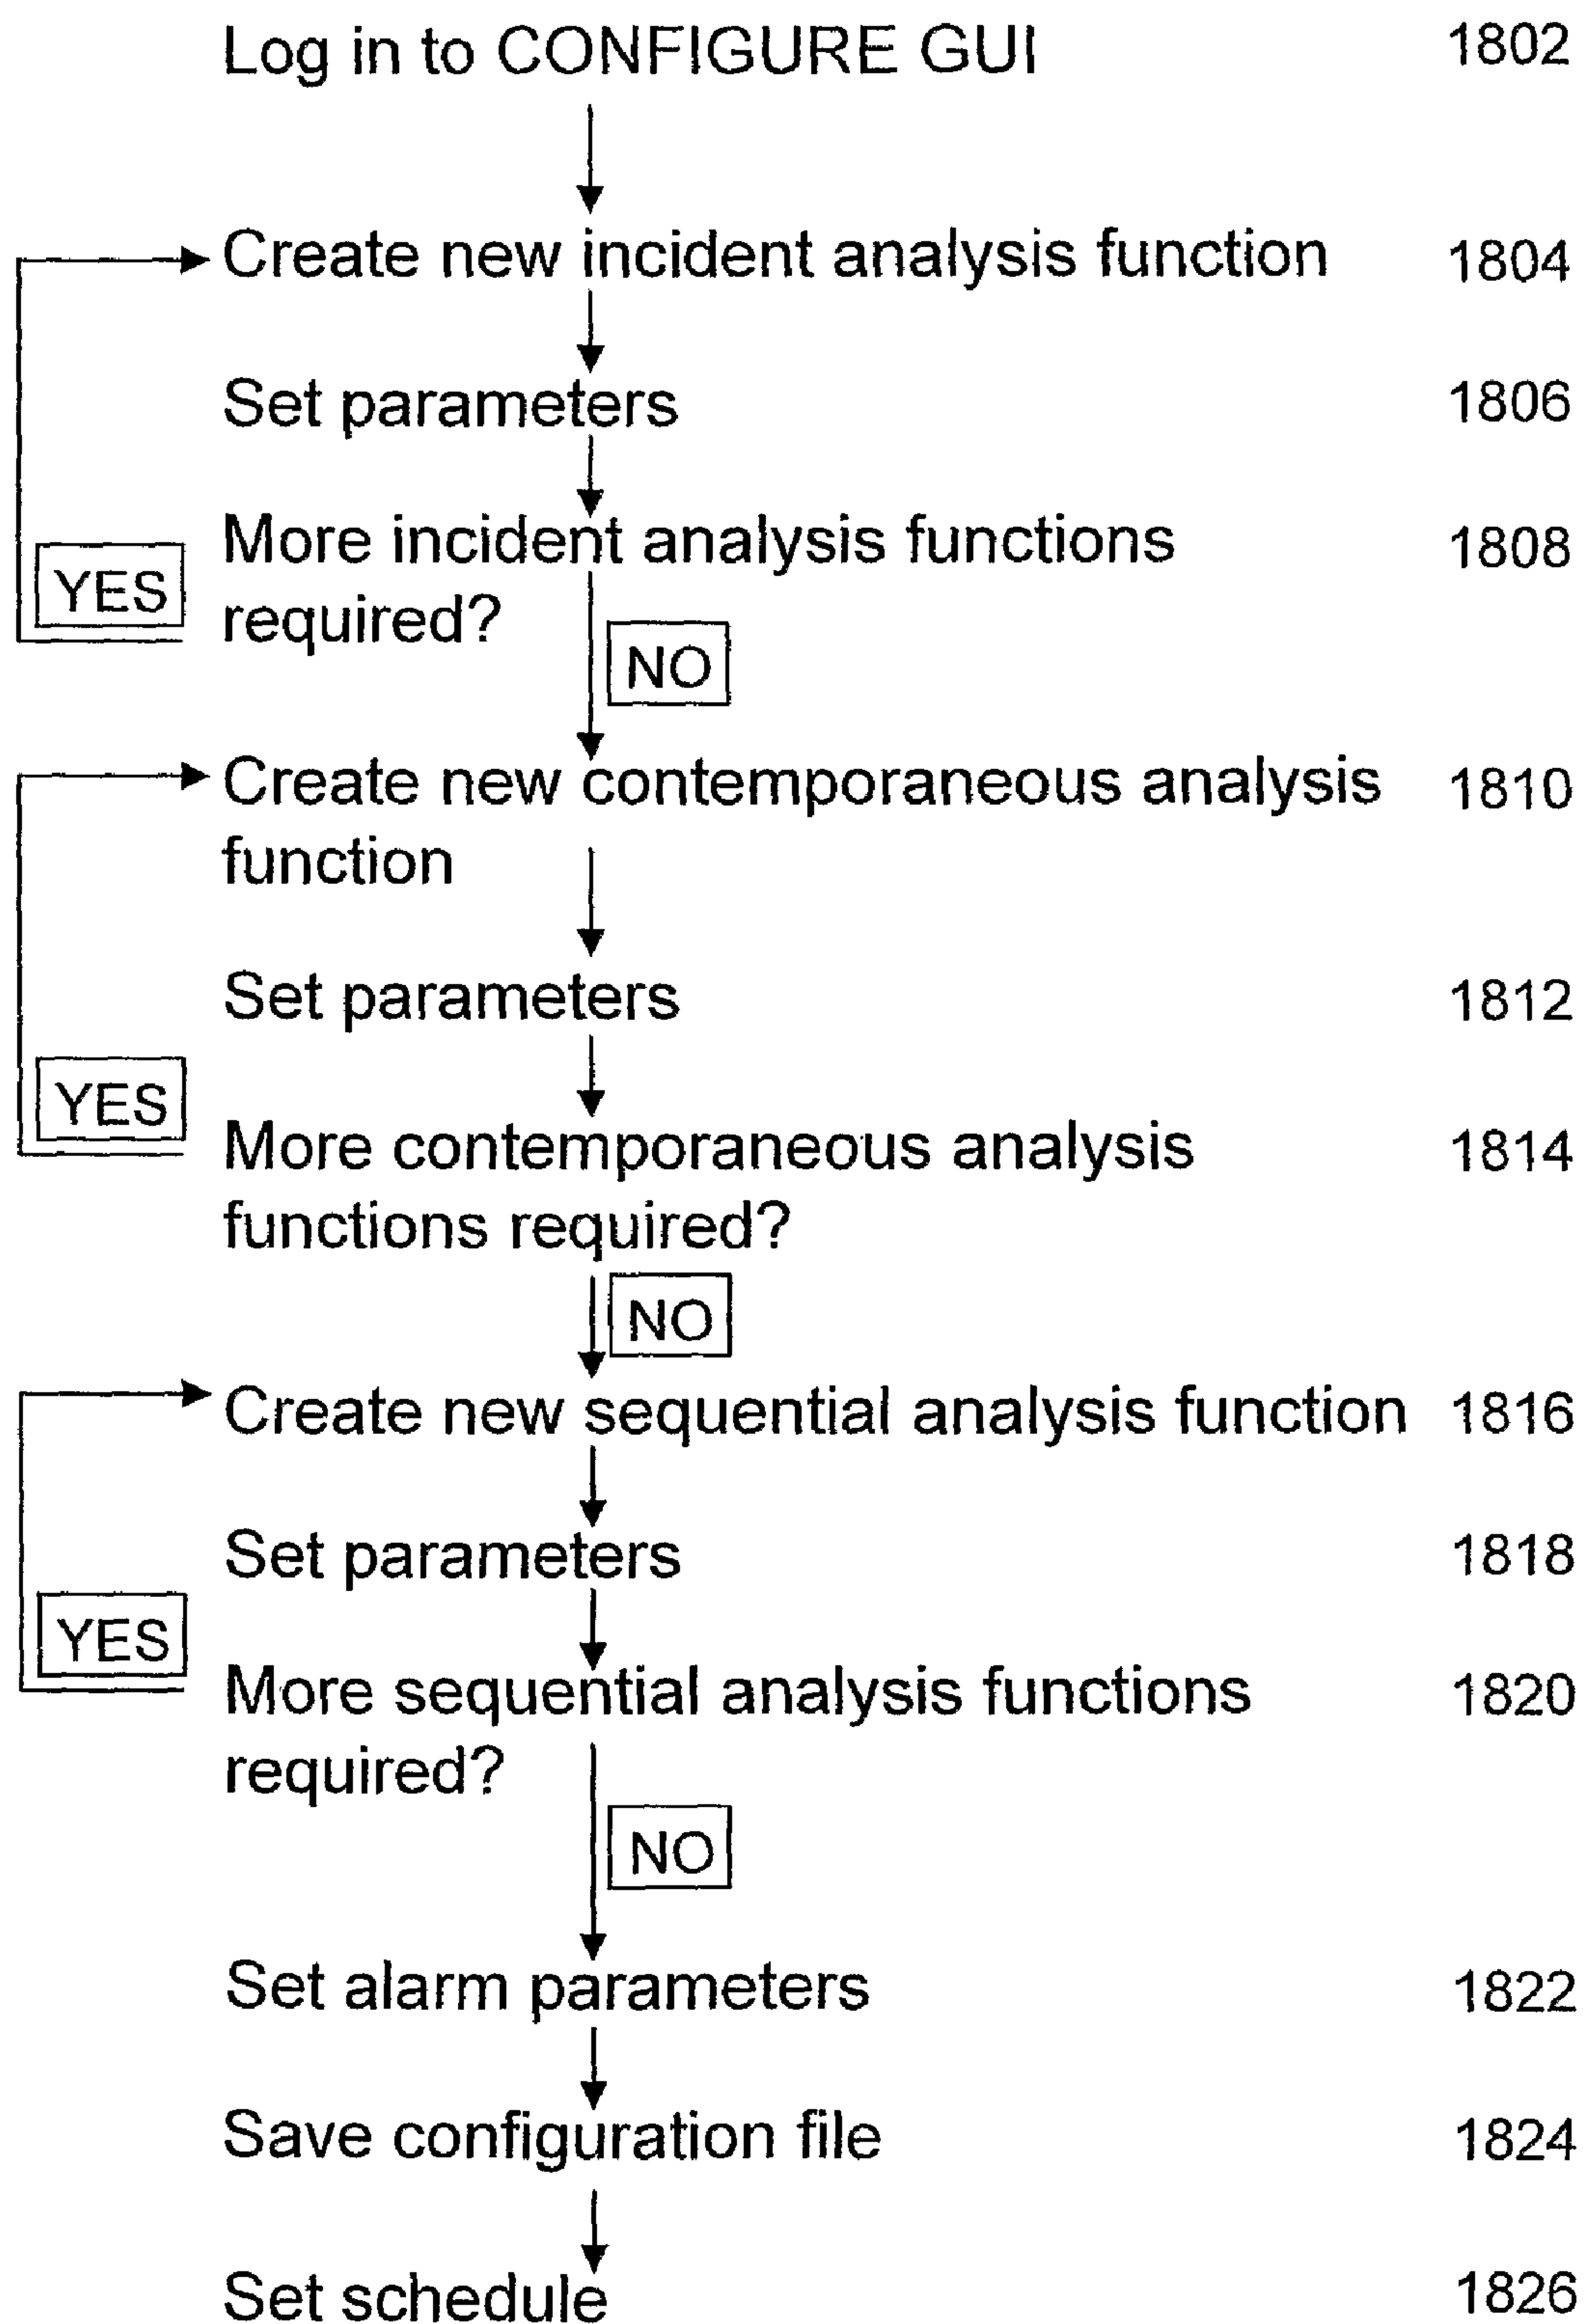 Log in to CONFIGURE GUI 1802
Create new incident analysis function 1804
Set parameters 1806
More incident analysis functions 1808
YES
required?
NO
Create new contemporaneous analysis 1810
function
Set parameters 1812
YES
More contemporaneous analysis 1814
functions required?
NO
Create new sequential analysis function 1816
Set parameters 1818
YES
More sequential analysis functions 1820
required?
NO
Set alarm parameters 1822
Save configuration file 1824
Set schedule 1826